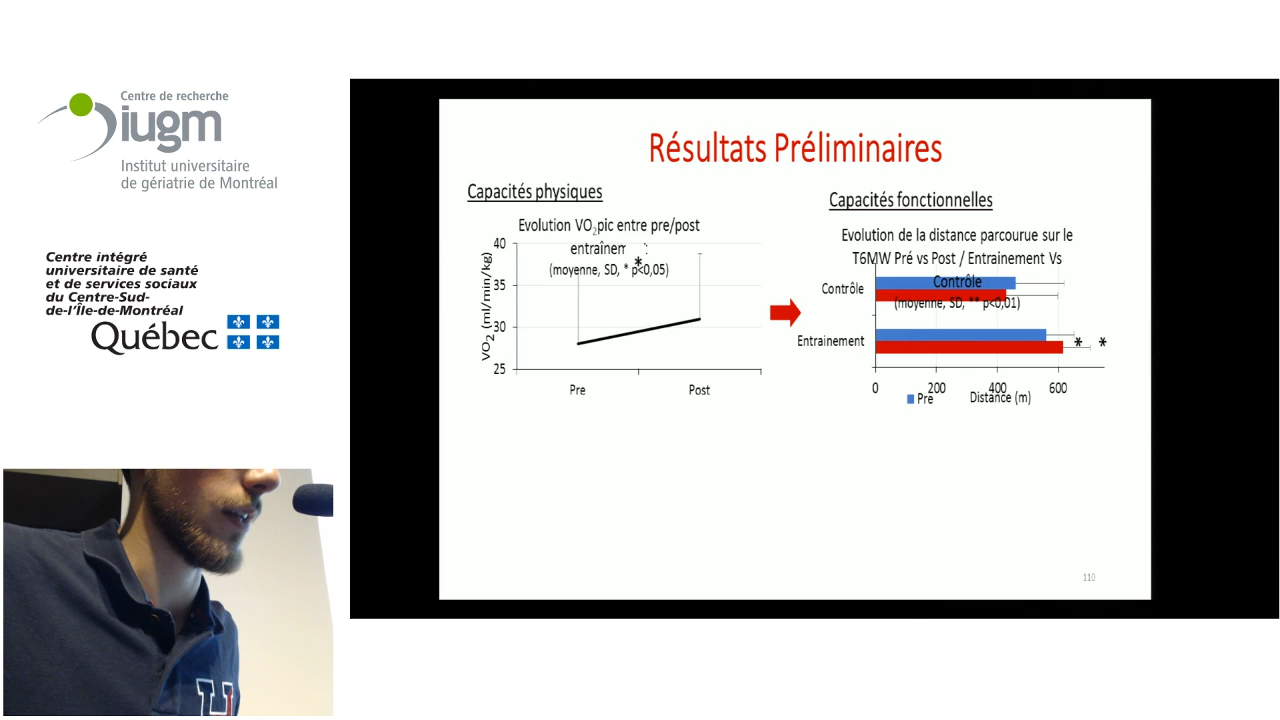 Centre de recherche
iugm
Institut universitaire
de gériatrie de Montréal
Centre intégré
universitaire de santé
et de services sociaux
du Centre-Sud-
de-l'Île-de-Montréal
Québec
Résultats Préliminaires
Capacités physiques
Evolution VO2pic entre pre/post
(moyenne, SD, * p<0,05)
*
VO2 (ml/min/kg)
40
35
30
25
Pre
Post
Capacités fonctionnelles
Evolution de la distance parcourue sur le
T6MW Pré vs Post / Entrainement Vs
Contrôle
(moyenne, SD, ** p<0,01)
Contrôle
Entrainement
* *
0 200 400 600
Pré
Distance (m)
110